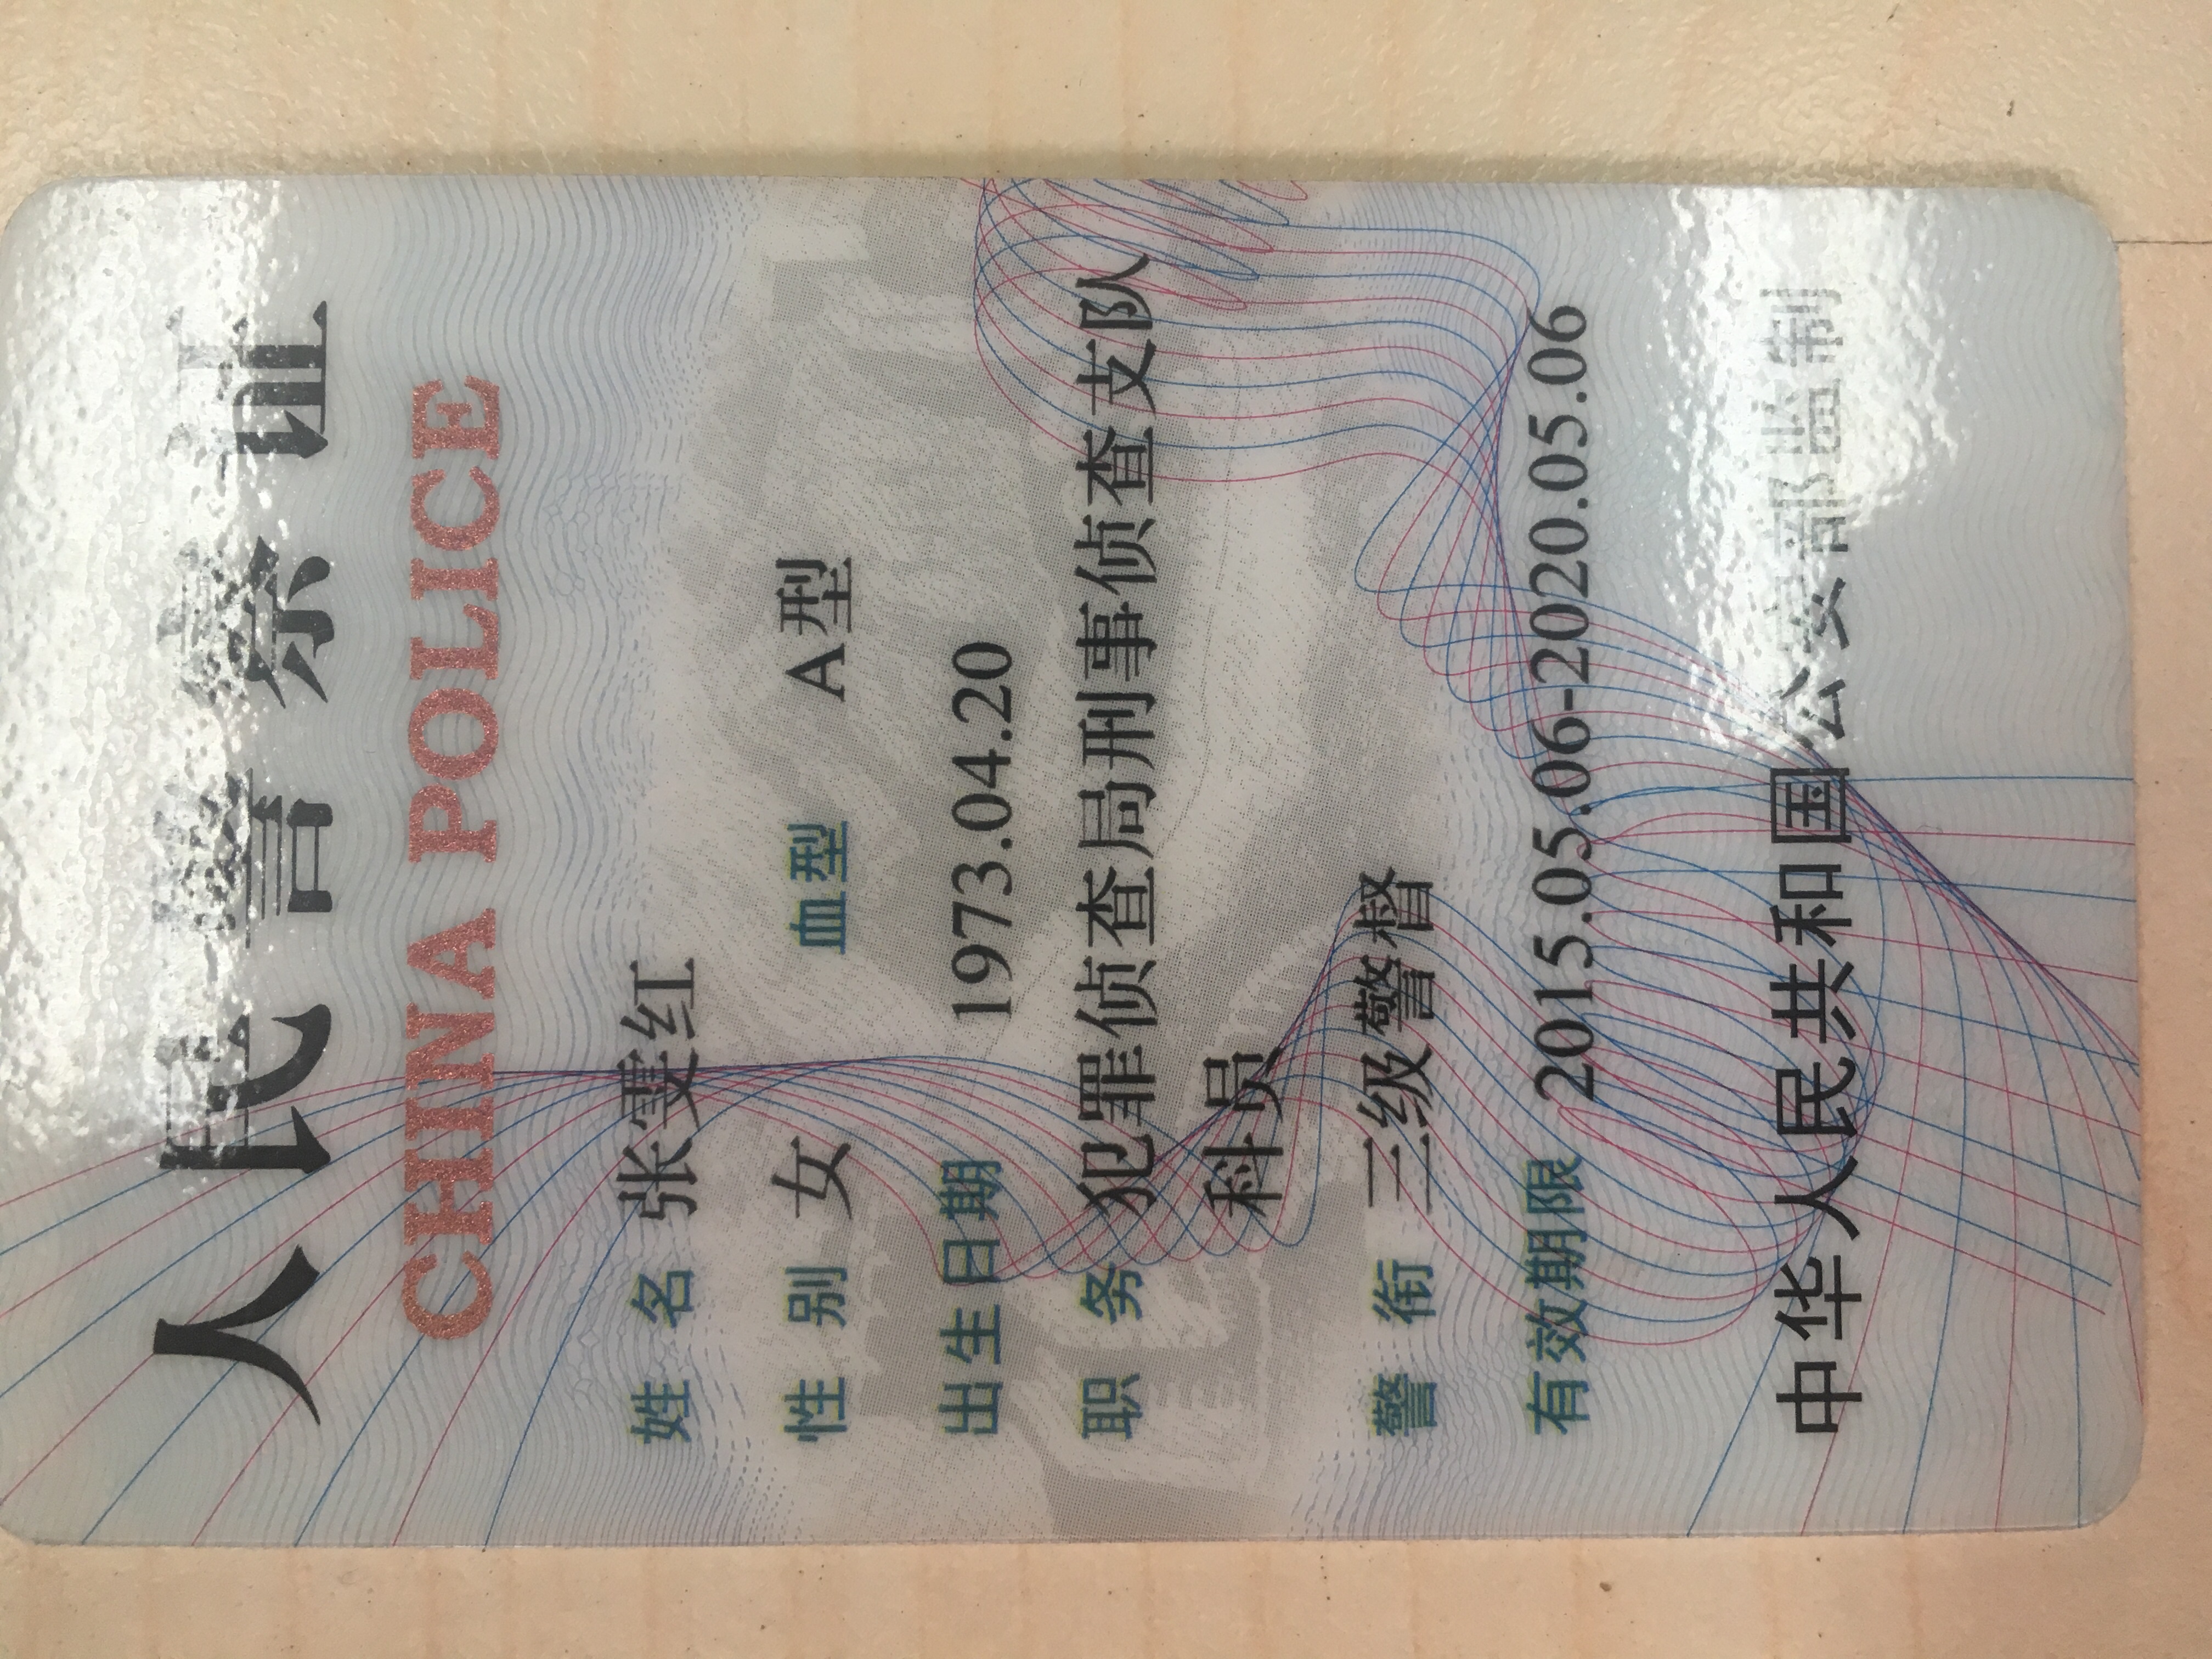 人民警察证
CHINA POLICE
姓 名 张雯红
性 别 女 血型 A型
出生日期 1973.04.20
职 务 犯罪侦查局刑事侦查支队
科员
警 衔 三级警督
有效期限 2015.05.06-2020.05.06
中华人民共和国公安部监制